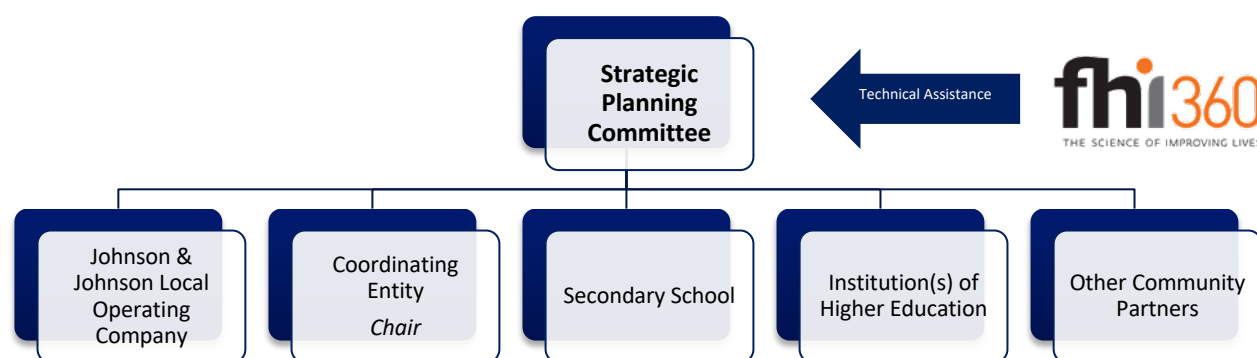 Strategic
Planning
Committee
Technical Assistance
fhi360
THE SCIENCE OF IMPROVING LIVES
Johnson &
Johnson Local
Operating
Company
Coordinating
Entity
Chair
Secondary School
Institution(s) of
Higher Education
Other Community
Partners